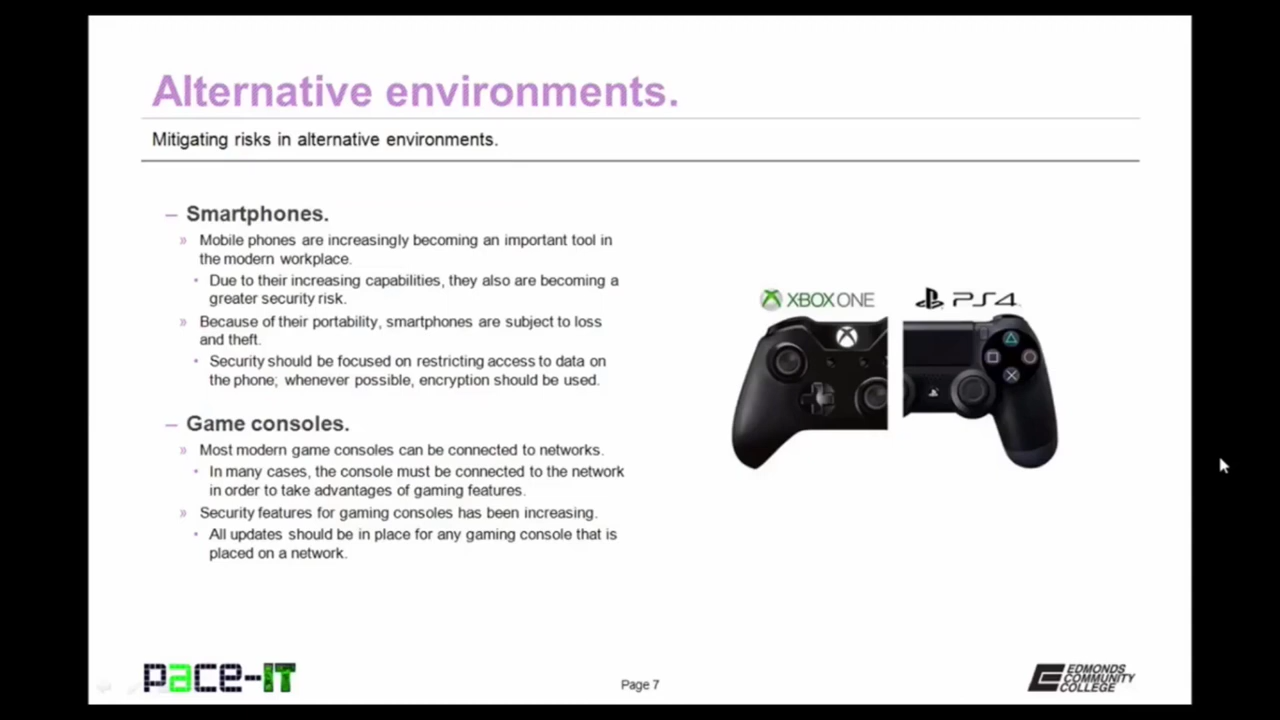 Alternative environments.
Mitigating risks in alternative environments.
– Smartphones.
» Mobile phones are increasingly becoming an important tool in
the modern workplace.
• Due to their increasing capabilities, they also are becoming a
greater security risk.
» Because of their portability, smartphones are subject to loss
and theft.
• Security should be focused on restricting access to data on
the phone; whenever possible, encryption should be used.
– Game consoles.
» Most modern game consoles can be connected to networks.
• In many cases, the console must be connected to the network
in order to take advantages of gaming features.
» Security features for gaming consoles has been increasing.
• All updates should be in place for any gaming console that is
placed on a network.
XBOX ONE
PS4
pace-IT
Page 7
EDMONDS
COMMUNITY
COLLEGE